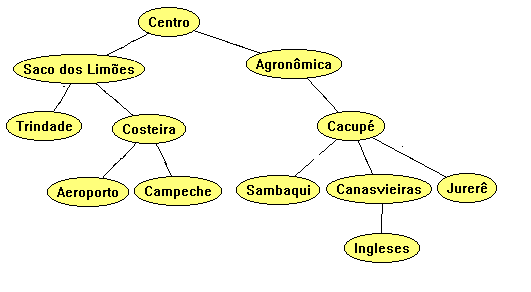 Centro
Saco dos Limões
Agronômica
Trindade
Costeira
Cacupé
Aeroporto
Campeche
Sambaqui
Canasvieiras
Jurerê
Ingleses